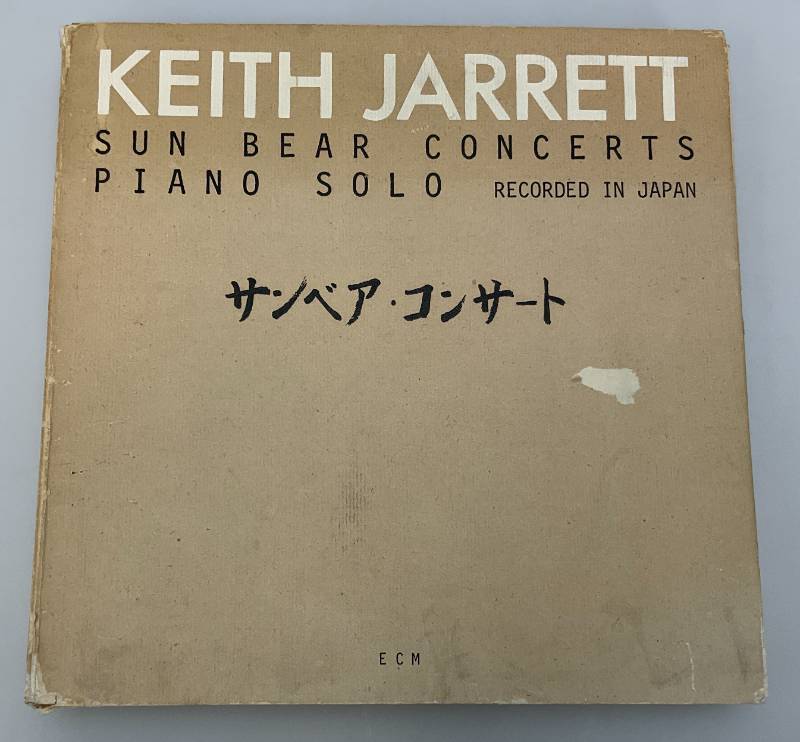 KEITH JARRETT
SUN BEAR CONCERTS
PIANO SOLO RECORDED IN JAPAN
サンベア・コンサート
ECM